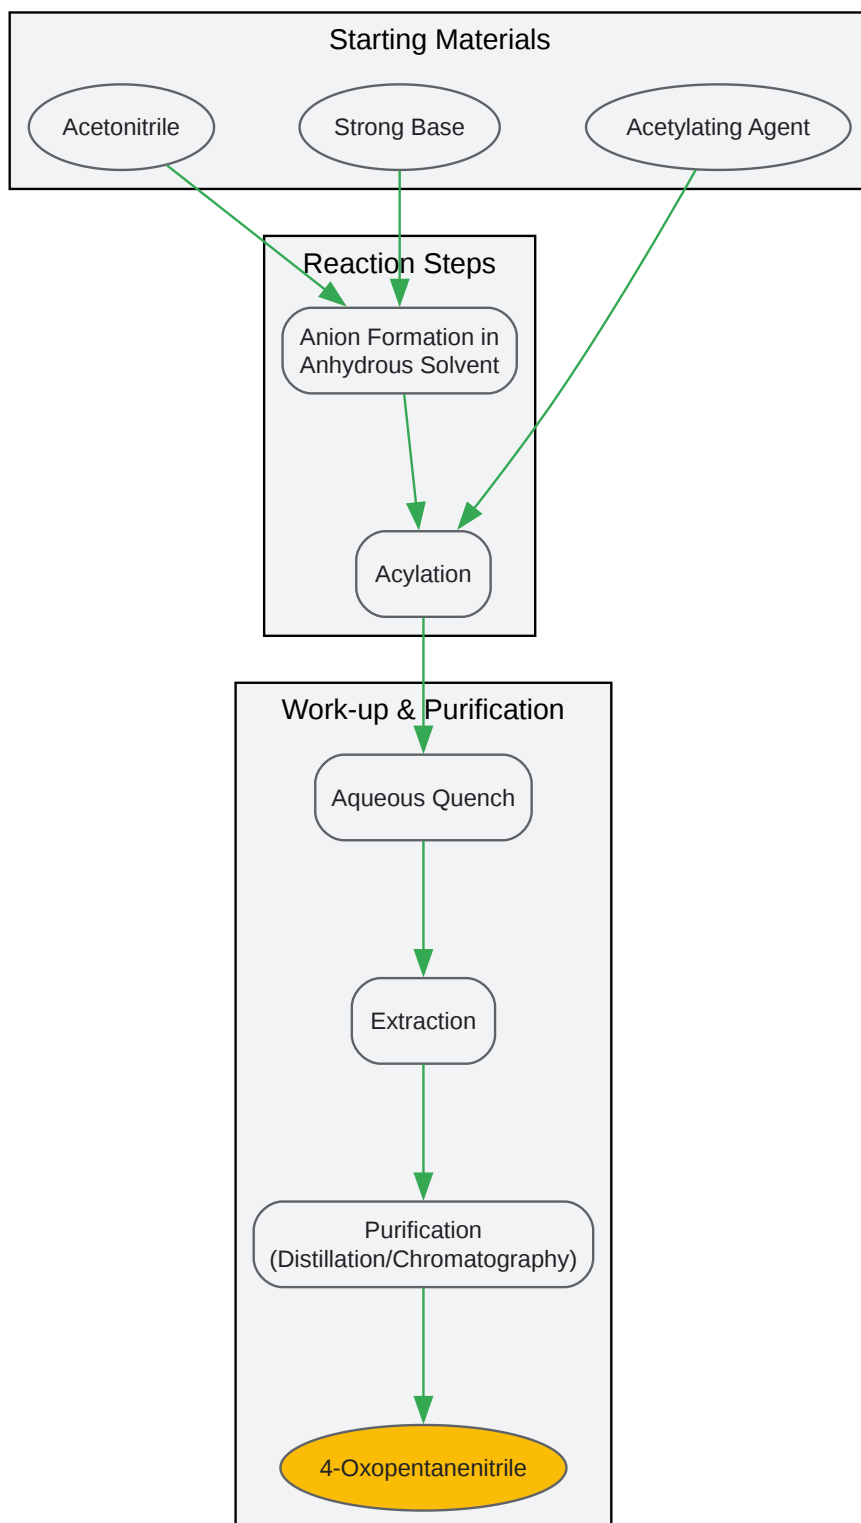 Starting Materials
Acetonitrile
Strong Base
Acetylating Agent
Reaction Steps
Anion Formation in
Anhydrous Solvent
Acylation
Work-up & Purification
Aqueous Quench
Extraction
Purification
(Distillation/Chromatography)
4-Oxopentanenitrile